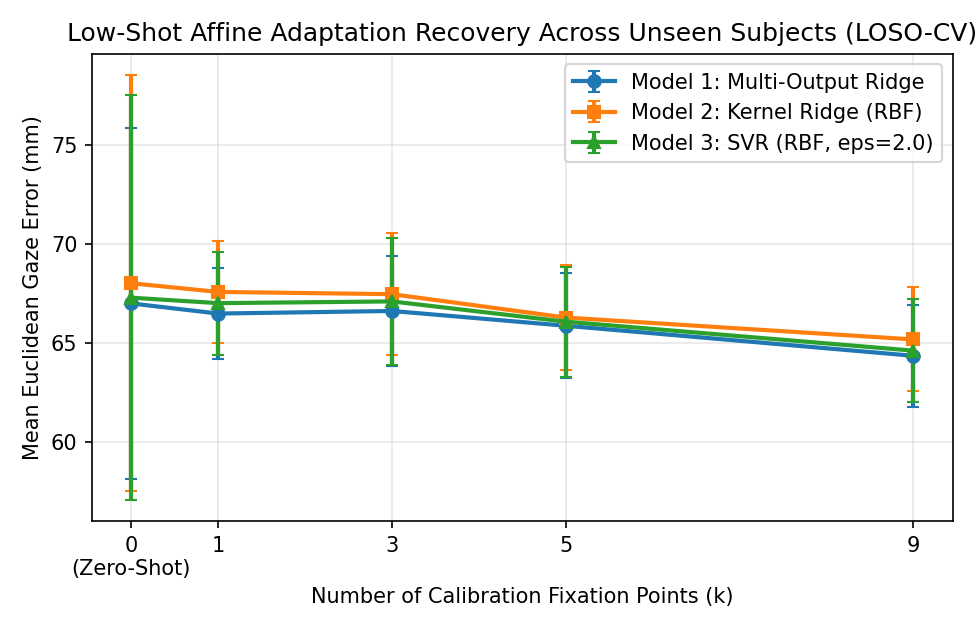 Low-Shot Affine Adaptation Recovery Across Unseen Subjects (LOSO-CV)
Model 1: Multi-Output Ridge
Model 2: Kernel Ridge (RBF)
Model 3: SVR (RBF, eps=2.0)
Mean Euclidean Gaze Error (mm)
75
70
65
60
0 1 3 5 9
(Zero-Shot)
Number of Calibration Fixation Points (k)